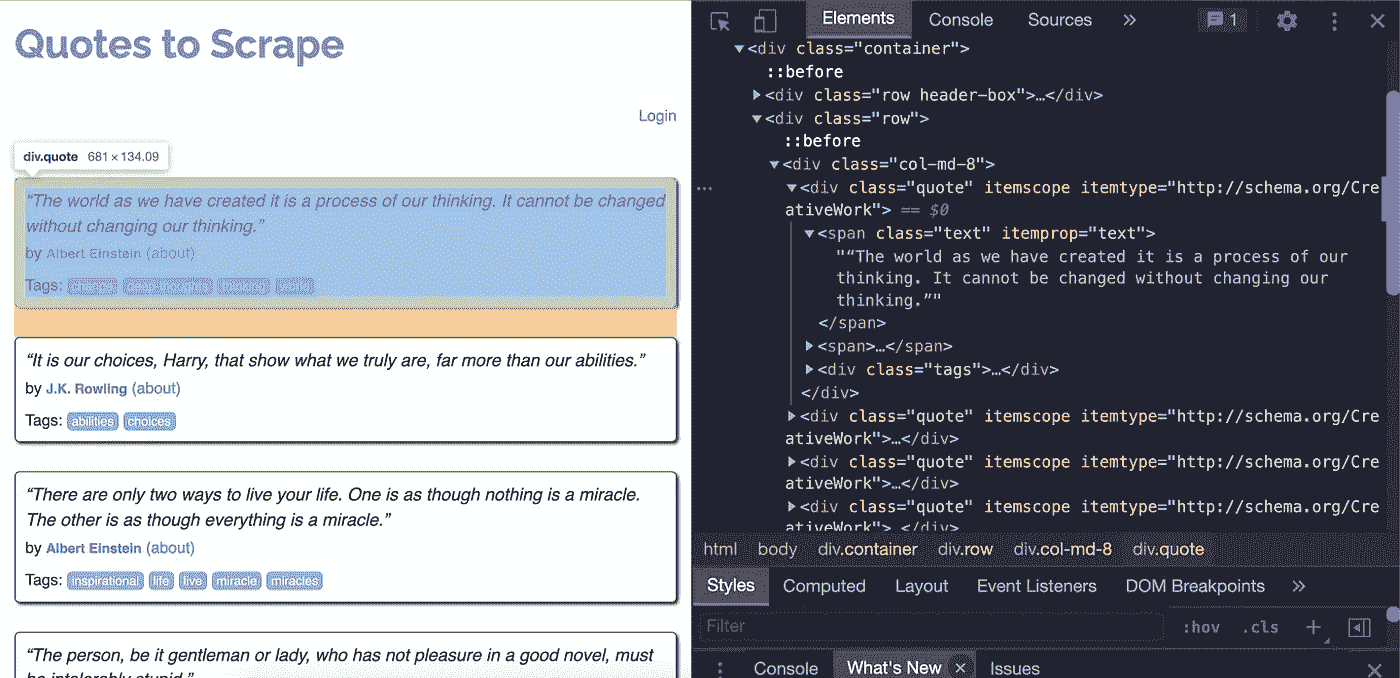 Quotes to Scrape
Login
div.quote 681 × 134.09
“The world as we have created it is a process of our thinking. It cannot be changed
without changing our thinking.”
by Albert Einstein (about)
Tags:
“It is our choices, Harry, that show what we truly are, far more than our abilities.”
by J.K. Rowling (about)
Tags: abilities choices
“There are only two ways to live your life. One is as though nothing is a miracle.
The other is as though everything is a miracle.”
by Albert Einstein (about)
Tags: inspirational life live miracle miracles
“The person, be it gentleman or lady, who has not pleasure in a good novel, must
be intolerably stupid.”
Elements Console Sources » 1
<div class="container">
::before
<div class="row header-box">…</div>
<div class="row">
::before
<div class="col-md-8">
<div class="quote" itemscope itemtype="http://schema.org/Cre
ativeWork"> == $0
<span class="text" itemprop="text">
"“The world as we have created it is a process of our
thinking. It cannot be changed without changing our
thinking.”"
</span>
<span>…</span>
<div class="tags">…</div>
</div>
<div class="quote" itemscope itemtype="http://schema.org/Cre
ativeWork">…</div>
<div class="quote" itemscope itemtype="http://schema.org/Cre
ativeWork">…</div>
<div class="quote" itemscope itemtype="http://schema.org/Cre
ativeWork">…</div>
html body div.container div.row div.col-md-8 div.quote
Styles Computed Layout Event Listeners DOM Breakpoints »
Filter :hov .cls +
Console What's New × Issues